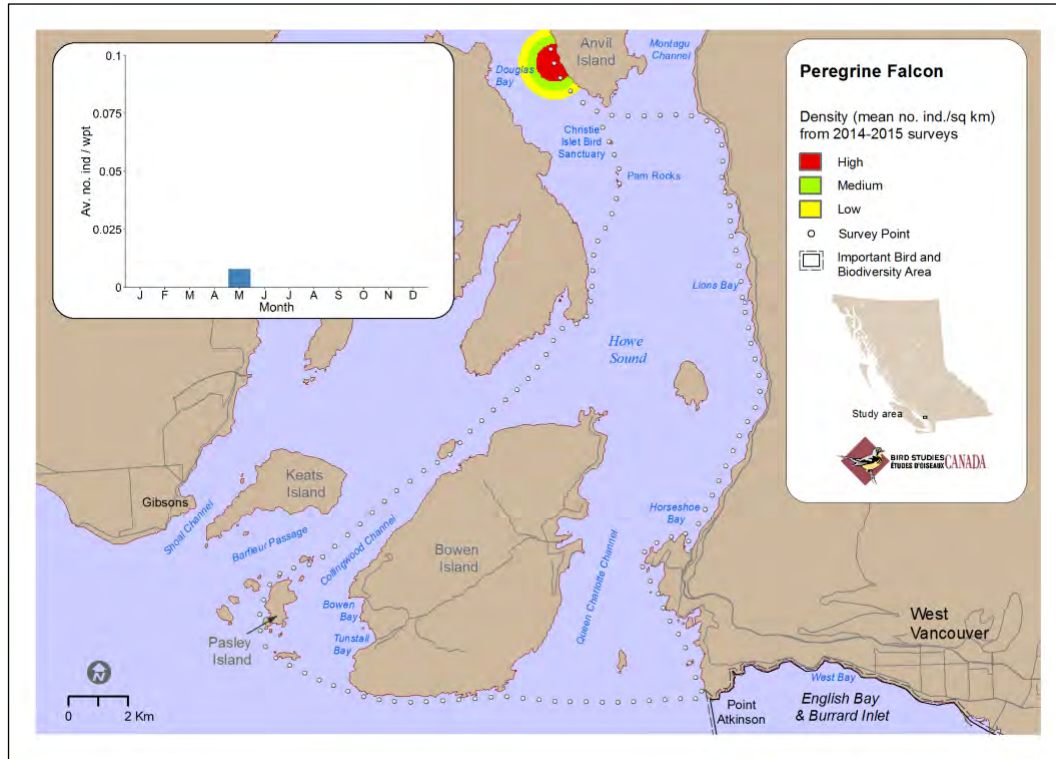 0.1
0.075
0.05
0.025
0
Av. no. ind / wpt
J F M A M J J A S O N D
Month
Anvil
Island
Montagu
Channel
Douglas
Bay
Christie
Islet Bird
Sanctuary
Pam Rocks
Lions Bay
Howe
Sound
Keats
Island
Gibsons
Shoal Channel
Barfleur Passage
Collingwood Channel
Horseshoe
Bay
Bowen
Island
Queen Charlotte Channel
Bowen
Bay
Tunstall
Bay
Pasley
Island
West
Vancouver
West Bay
Point
Atkinson
English Bay
& Burrard Inlet
N
0 2 Km
Peregrine Falcon
Density (mean no. ind./sq km)
from 2014-2015 surveys
High
Medium
Low
Survey Point
Important Bird and
Biodiversity Area
Study area
BIRD STUDIES
ÉTUDES D'OISEAUX CANADA